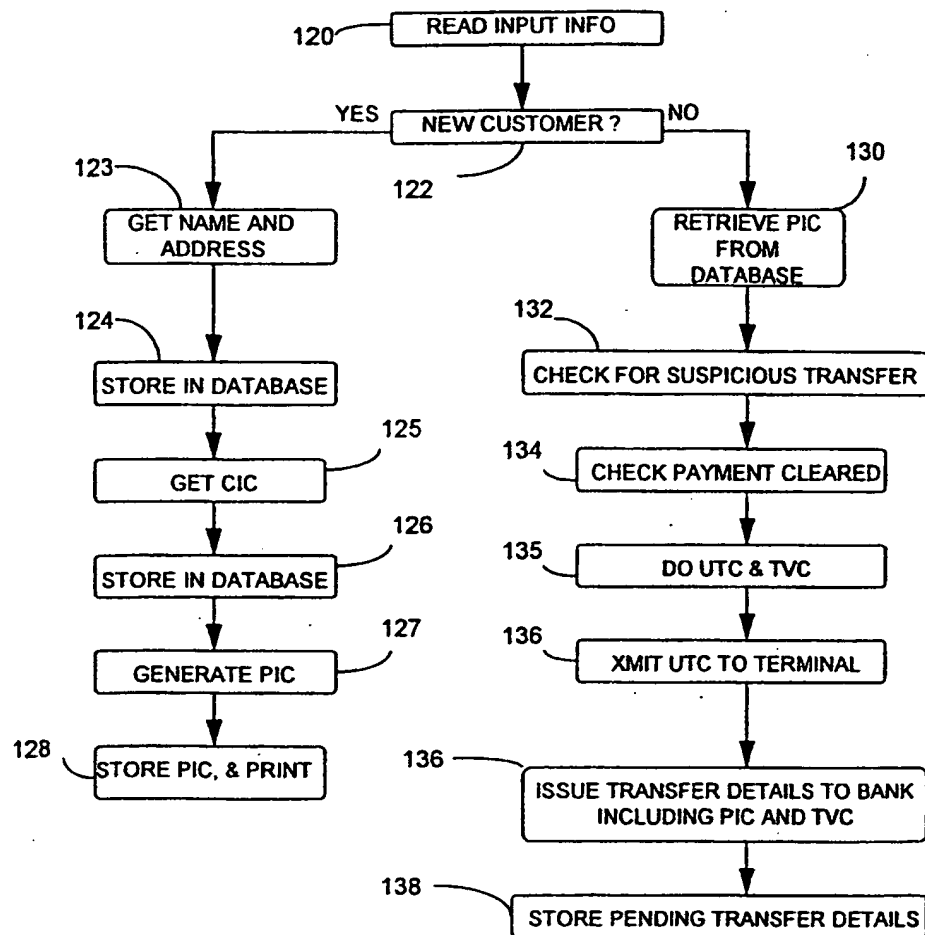 120
READ INPUT INFO
YES
NEW CUSTOMER ?
NO
122
123
GET NAME AND
ADDRESS
124
STORE IN DATABASE
125
GET CIC
126
STORE IN DATABASE
127
GENERATE PIC
128
STORE PIC, & PRINT
130
RETRIEVE PIC
FROM
DATABASE
132
CHECK FOR SUSPICIOUS TRANSFER
134
CHECK PAYMENT CLEARED
135
DO UTC & TVC
136
XMIT UTC TO TERMINAL
136
ISSUE TRANSFER DETAILS TO BANK
INCLUDING PIC AND TVC
138
STORE PENDING TRANSFER DETAILS